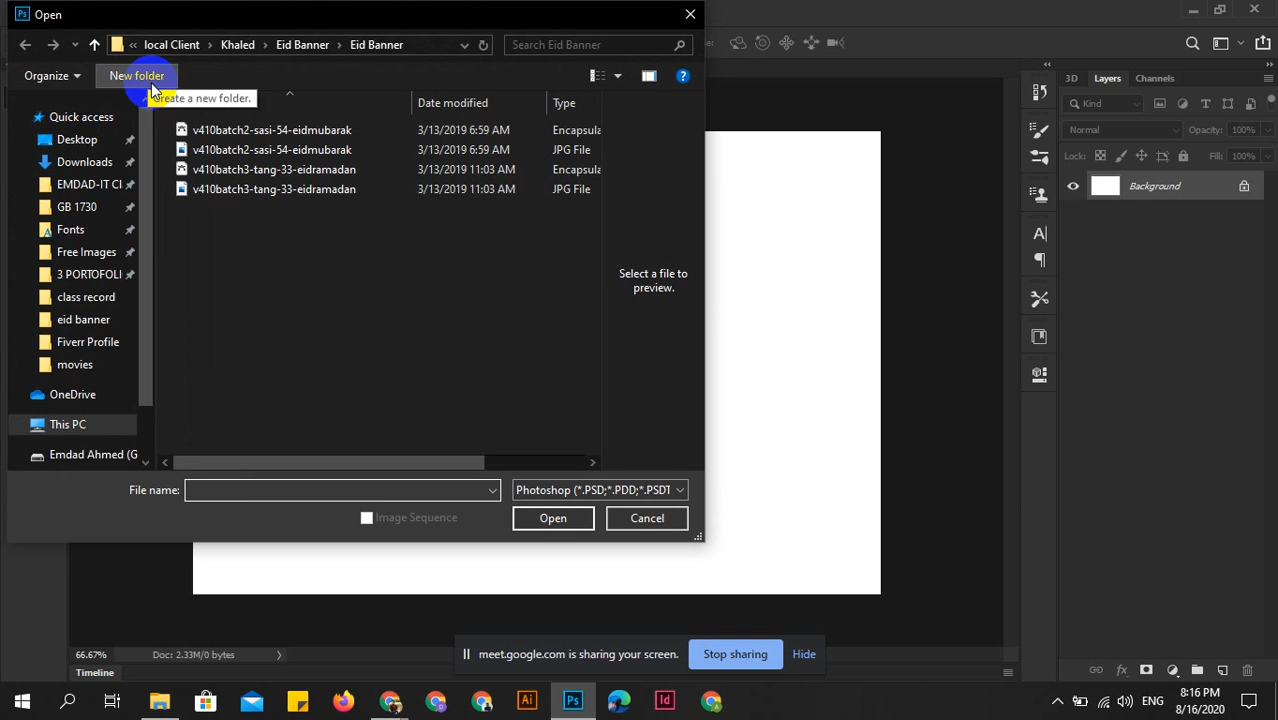 Ps Open
« local Client > Khaled > Eid Banner > Eid Banner
Search Eid Banner
Organize
New folder
Create a new folder.
Date modified
Type
v410batch2-sasi-54-eidmubarak 3/13/2019 6:59 AM Encapsula
v410batch2-sasi-54-eidmubarak 3/13/2019 6:59 AM JPG File
v410batch3-tang-33-eidramadan 3/13/2019 11:03 AM Encapsula
v410batch3-tang-33-eidramadan 3/13/2019 11:03 AM JPG File
Quick access
Desktop
Downloads
EMDAD-IT Cl
GB 1730
Fonts
Free Images
3 PORTOFOLI
class record
eid banner
Fiverr Profile
movies
OneDrive
This PC
Emdad Ahmed (G
Select a file to
preview.
File name:
Photoshop (*.PSD;*.PDD;*.PSDT
Image Sequence
Open
Cancel
3D
Layers
Channels
Kind
Normal
Opacity: 100%
Lock:
Fill: 100%
Background
66.67%
Doc: 2.33M/0 bytes
Timeline
meet.google.com is sharing your screen.
Stop sharing
Hide
Ai
Ps
Id
ENG
8:16 PM
8/16/2020